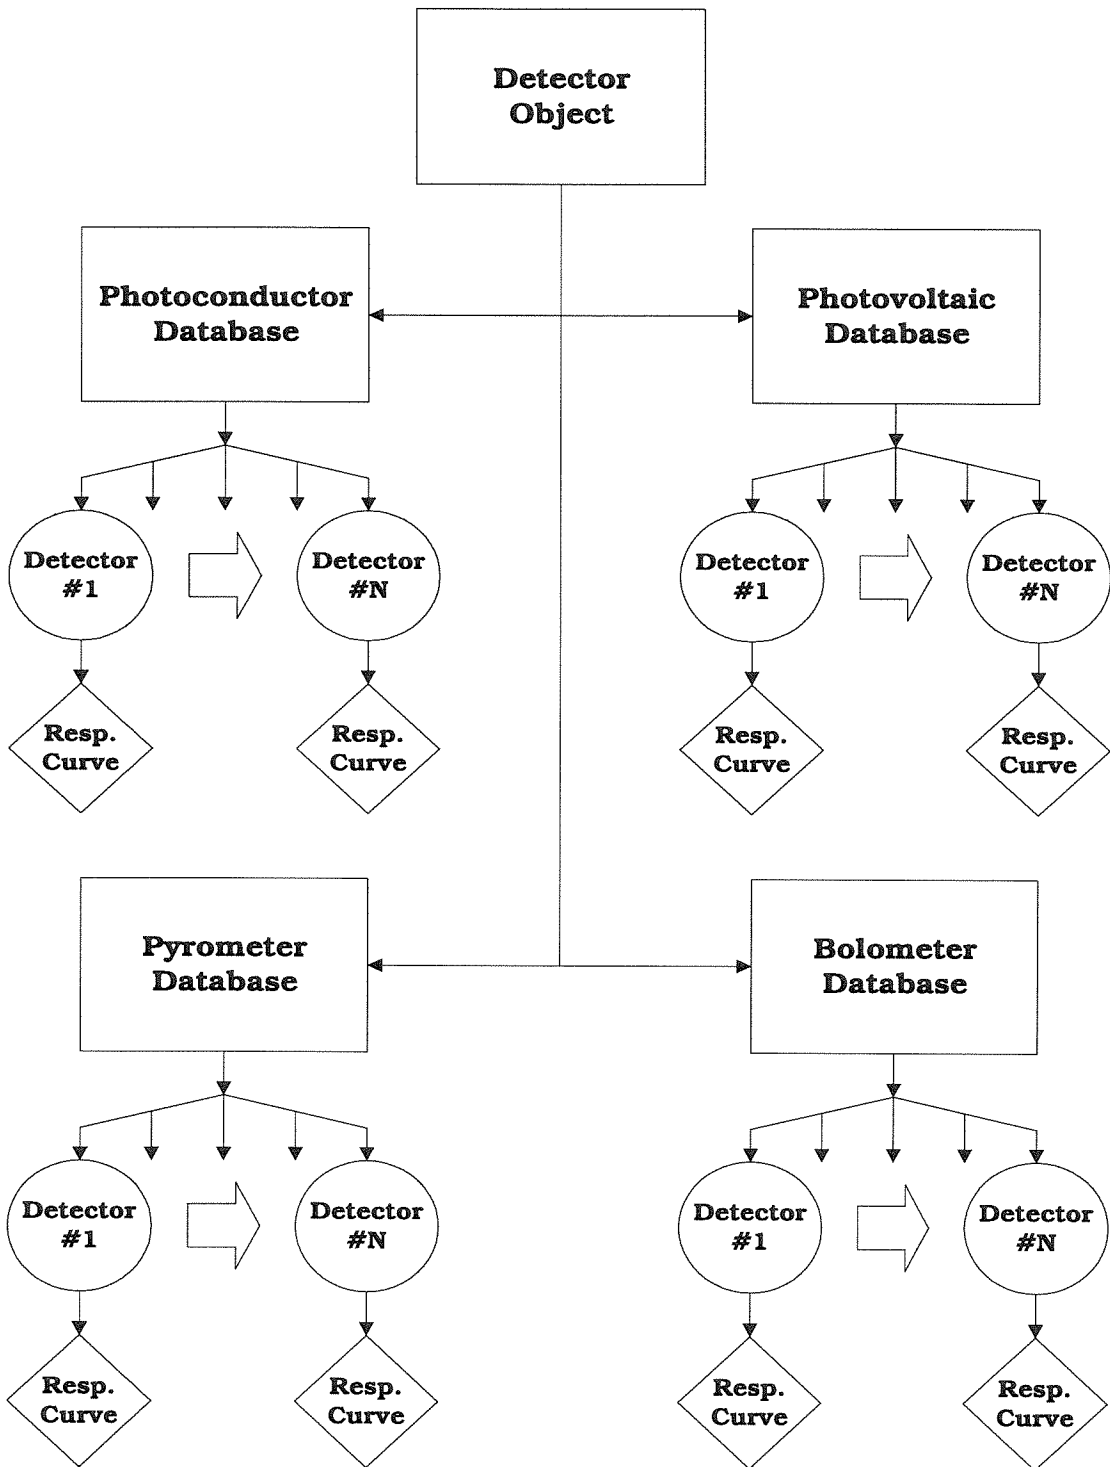 Detector
Object
Photoconductor
Database
Photovoltaic
Database
Detector
#1
Detector
#N
Detector
#1
Detector
#N
Resp.
Curve
Resp.
Curve
Resp.
Curve
Resp.
Curve
Pyrometer
Database
Bolometer
Database
Detector
#1
Detector
#N
Detector
#1
Detector
#N
Resp.
Curve
Resp.
Curve
Resp.
Curve
Resp.
Curve